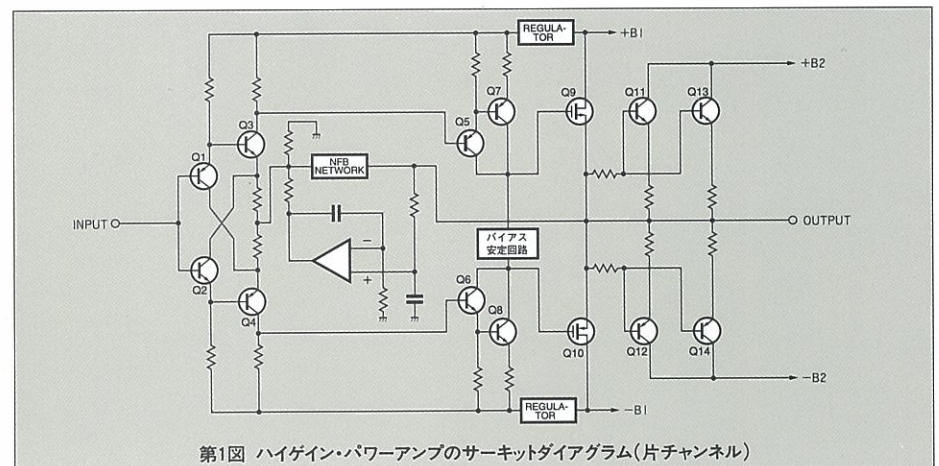 REGULA-
TOR
+B1
+B2
Q7
Q9
Q11
Q13
Q5
Q3
Q1
NFB
NETWORK
INPUT
OUTPUT
バイアス
安定回路
−
+
Q2
Q4
Q6
Q8
Q10
Q12
Q14
−B2
REGULA-
TOR
−B1
第1図 ハイゲイン・パワーアンプのサーキットダイアグラム(片チャンネル)